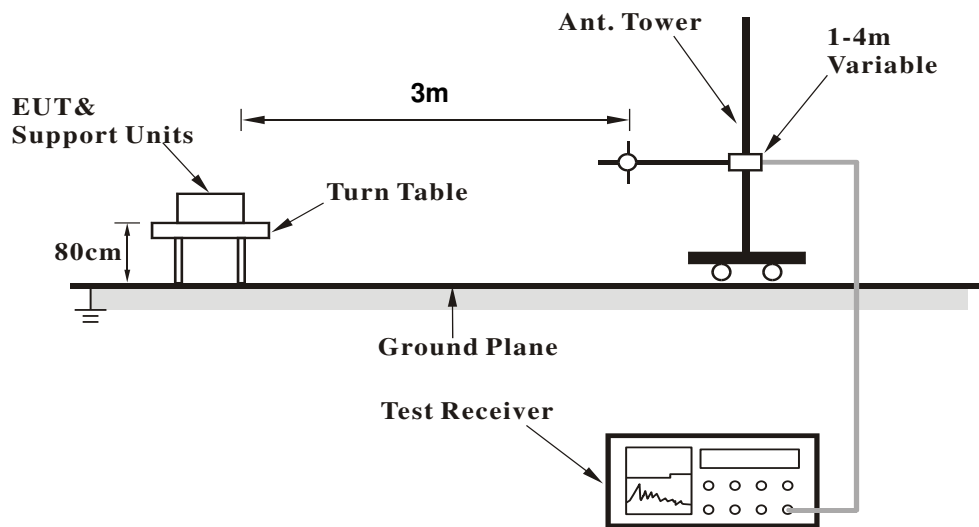 Ant. Tower
1-4m
Variable
3m
EUT&
Support Units
Turn Table
80cm
Ground Plane
Test Receiver